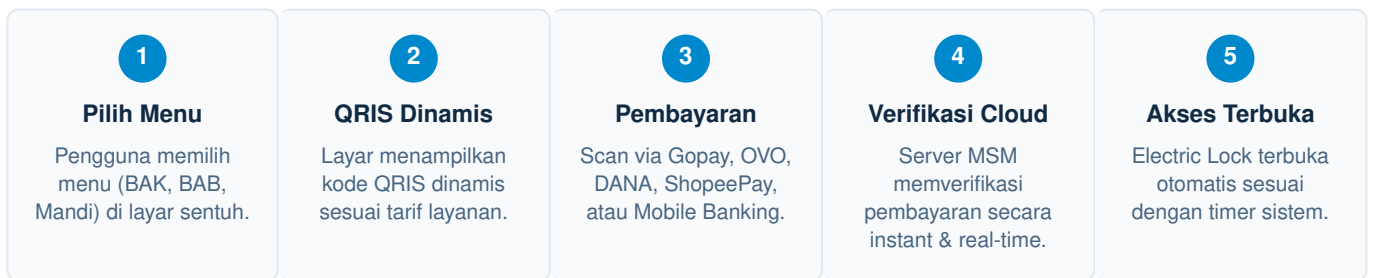 1
Pilih Menu
Pengguna memilih
menu (BAK, BAB,
Mandi) di layar sentuh.
2
QRIS Dinamis
Layar menampilkan
kode QRIS dinamis
sesuai tarif layanan.
3
Pembayaran
Scan via Gopay, OVO,
DANA, ShopeePay,
atau Mobile Banking.
4
Verifikasi Cloud
Server MSM
memverifikasi
pembayaran secara
instant & real-time.
5
Akses Terbuka
Electric Lock terbuka
otomatis sesuai
dengan timer sistem.